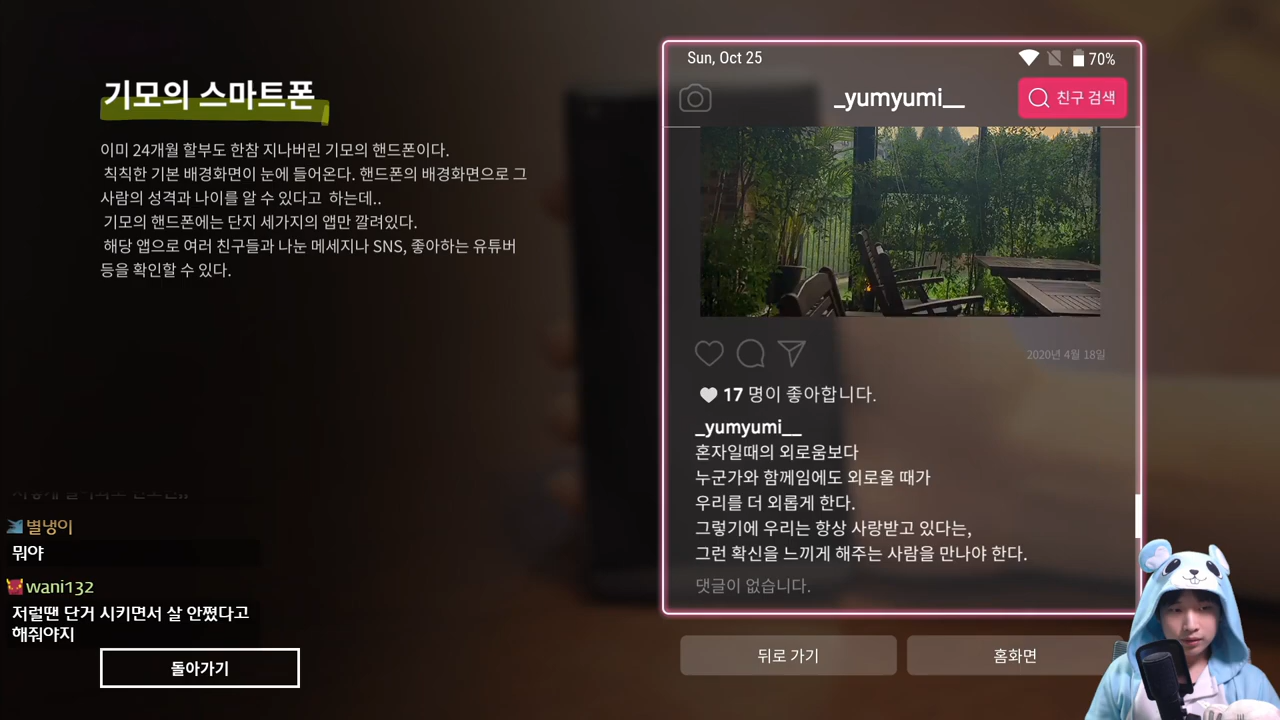 기모의 스마트폰
이미 24개월 할부도 한참 지나버린 기모의 핸드폰이다.
칙칙한 기본 배경화면이 눈에 들어온다. 핸드폰의 배경화면으로 그
사람의 성격과 나이를 알 수 있다고 하는데..
기모의 핸드폰에는 단지 세가지의 앱만 깔려있다.
해당 앱으로 여러 친구들과 나눈 메세지나 SNS, 좋아하는 유튜버
등을 확인할 수 있다.
별냉이
뭐야
wani132
저럴땐 단거 시키면서 살 안쪘다고
해줘야지
돌아가기
Sun, Oct 25
70%
_yumyumi__
친구 검색
2020년 4월 18일
17 명이 좋아합니다.
_yumyumi__
혼자일때의 외로움보다
누군가와 함께임에도 외로울 때가
우리를 더 외롭게 한다.
그렇기에 우리는 항상 사랑받고 있다는,
그런 확신을 느끼게 해주는 사람을 만나야 한다.
댓글이 없습니다.
뒤로 가기
홈화면